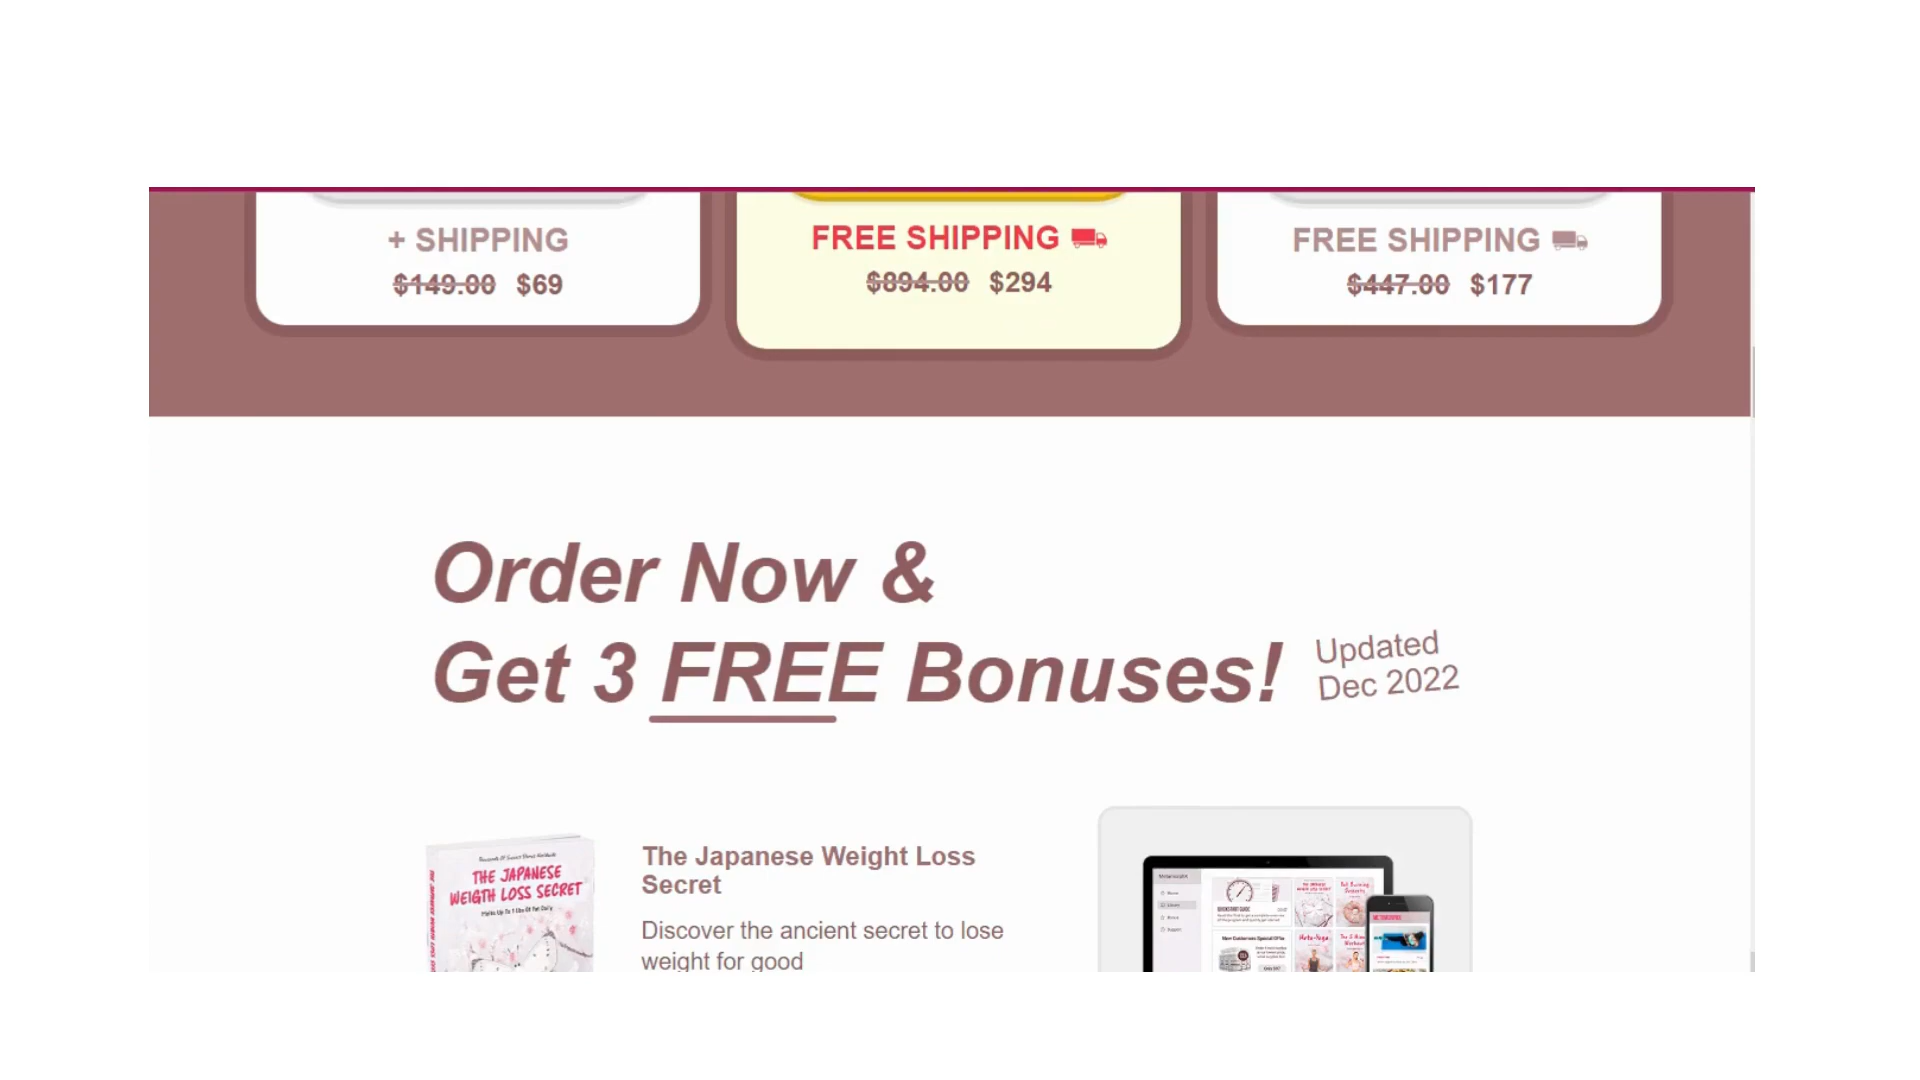 + SHIPPING
$149.00 $69
FREE SHIPPING
$894.00 $294
FREE SHIPPING
$447.00 $177
Order Now &
Get 3 FREE Bonuses!
Updated
Dec 2022
THE JAPANESE
WEIGTH LOSS SECRET
The Japanese Weight Loss
Secret
Discover the ancient secret to lose
weight for good